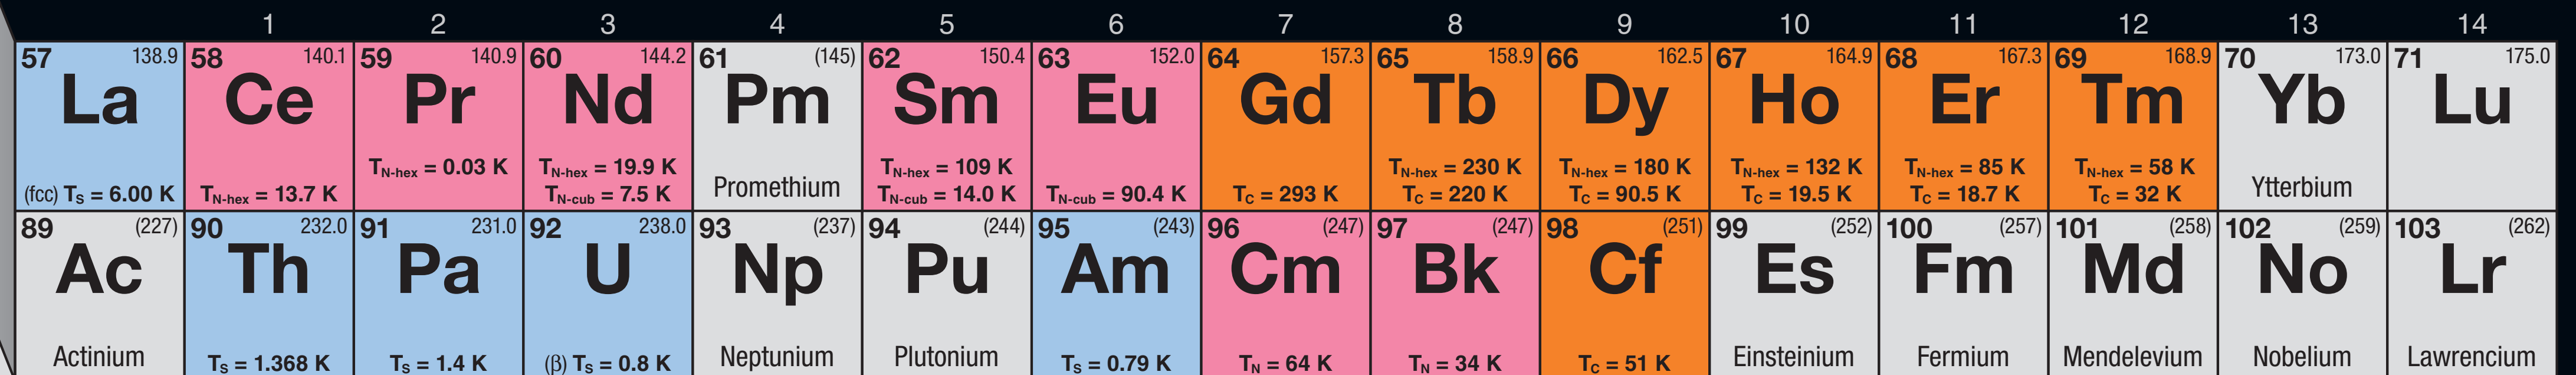 1 2 3 4 5 6 7 8 9 10 11 12 13 14
57 138.9 58 140.1 59 140.9 60 144.2 61 (145) 62 150.4 63 152.0 64 157.3 65 158.9 66 162.5 67 164.9 68 167.3 69 168.9 70 173.0 71 175.0
La Ce Pr Nd Pm Sm Eu Gd Tb Dy Ho Er Tm Yb Lu
TN-hex = 0.03 K TN-hex = 19.9 K TN-hex = 109 K TN-hex = 230 K TN-hex = 180 K TN-hex = 132 K TN-hex = 85 K TN-hex = 58 K
Promethium Ytterbium
(fcc) TS = 6.00 K TN-hex = 13.7 K TN-cub = 7.5 K TN-cub = 14.0 K TN-cub = 90.4 K TC = 293 K TC = 220 K TC = 90.5 K TC = 19.5 K TC = 18.7 K TC = 32 K
89 (227) 90 232.0 91 231.0 92 238.0 93 (237) 94 (244) 95 (243) 96 (247) 97 (247) 98 (251) 99 (252) 100 (257) 101 (258) 102 (259) 103 (262)
Ac Th Pa U Np Pu Am Cm Bk Cf Es Fm Md No Lr
Actinium TS = 1.368 K TS = 1.4 K (β) TS = 0.8 K Neptunium Plutonium TS = 0.79 K TN = 64 K TN = 34 K TC = 51 K Einsteinium Fermium Mendelevium Nobelium Lawrencium